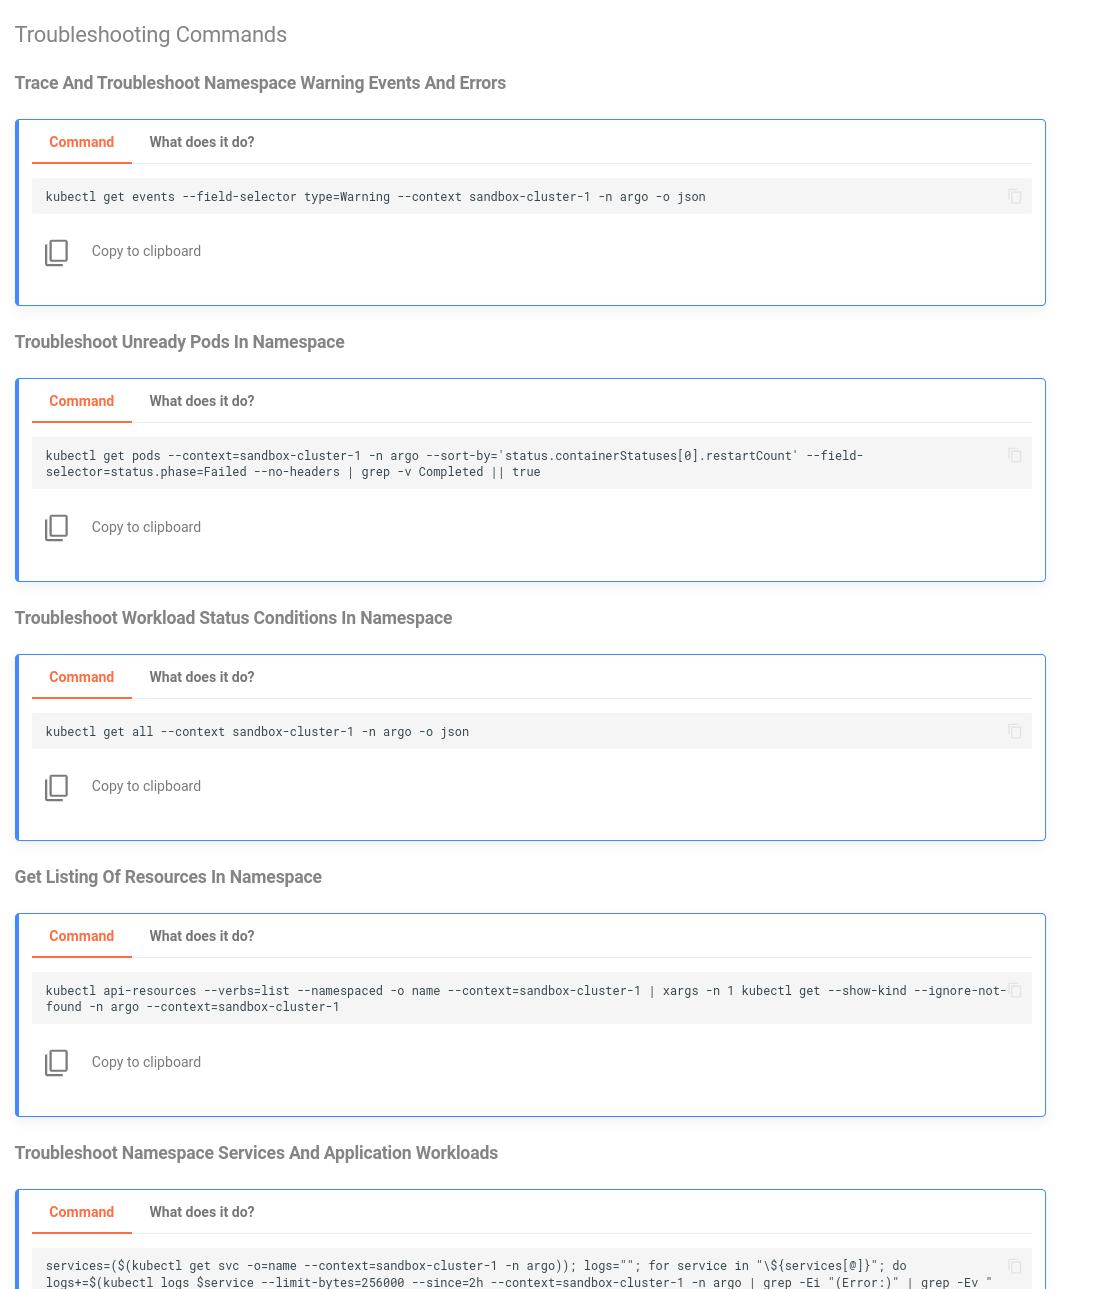 Troubleshooting Commands
Trace And Troubleshoot Namespace Warning Events And Errors
Command What does it do?
kubectl get events --field-selector type=Warning --context sandbox-cluster-1 -n argo -o json
Copy to clipboard
Troubleshoot Unready Pods In Namespace
Command What does it do?
kubectl get pods --context=sandbox-cluster-1 -n argo --sort-by='status.containerStatuses[0].restartCount' --field-
selector=status.phase=Failed --no-headers | grep -v Completed || true
Copy to clipboard
Troubleshoot Workload Status Conditions In Namespace
Command What does it do?
kubectl get all --context sandbox-cluster-1 -n argo -o json
Copy to clipboard
Get Listing Of Resources In Namespace
Command What does it do?
kubectl api-resources --verbs=list --namespaced -o name --context=sandbox-cluster-1 | xargs -n 1 kubectl get --show-kind --ignore-not-
found -n argo --context=sandbox-cluster-1
Copy to clipboard
Troubleshoot Namespace Services And Application Workloads
Command What does it do?
services=($(kubectl get svc -o=name --context=sandbox-cluster-1 -n argo)); logs=""; for service in "\${services[@]}"; do
logs+=$(kubectl logs $service --limit-bytes=256000 --since=2h --context=sandbox-cluster-1 -n argo | grep -Ei "(Error:)" | grep -Ev "